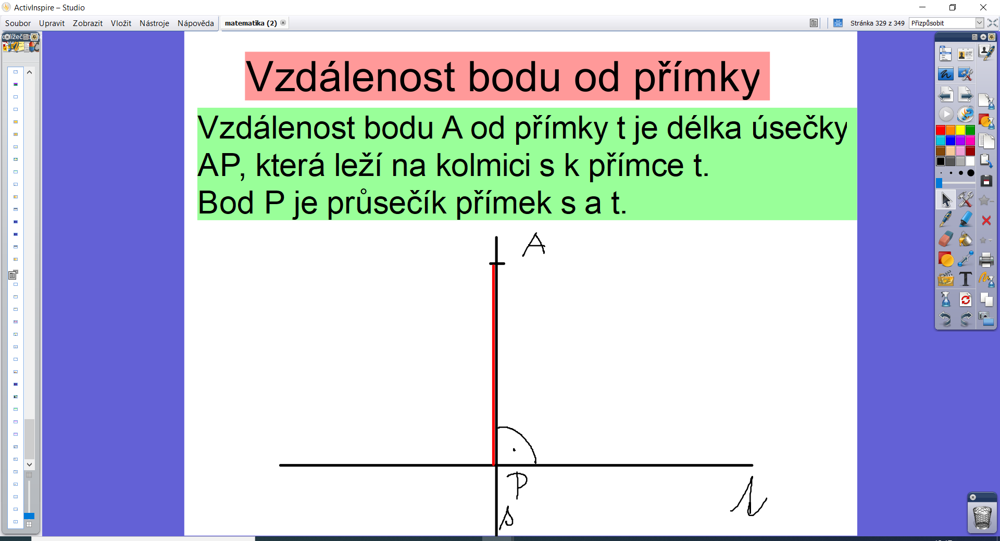 ActivInspire – Studio
Soubor Upravit Zobrazit Vložit Nástroje Nápověda matematika (2) Stránka 329 z 349 Přizpůsobit
Vzdálenost bodu od přímky
Vzdálenost bodu A od přímky t je délka úsečky
AP, která leží na kolmici s k přímce t.
Bod P je průsečík přímek s a t.
A
P
t
s